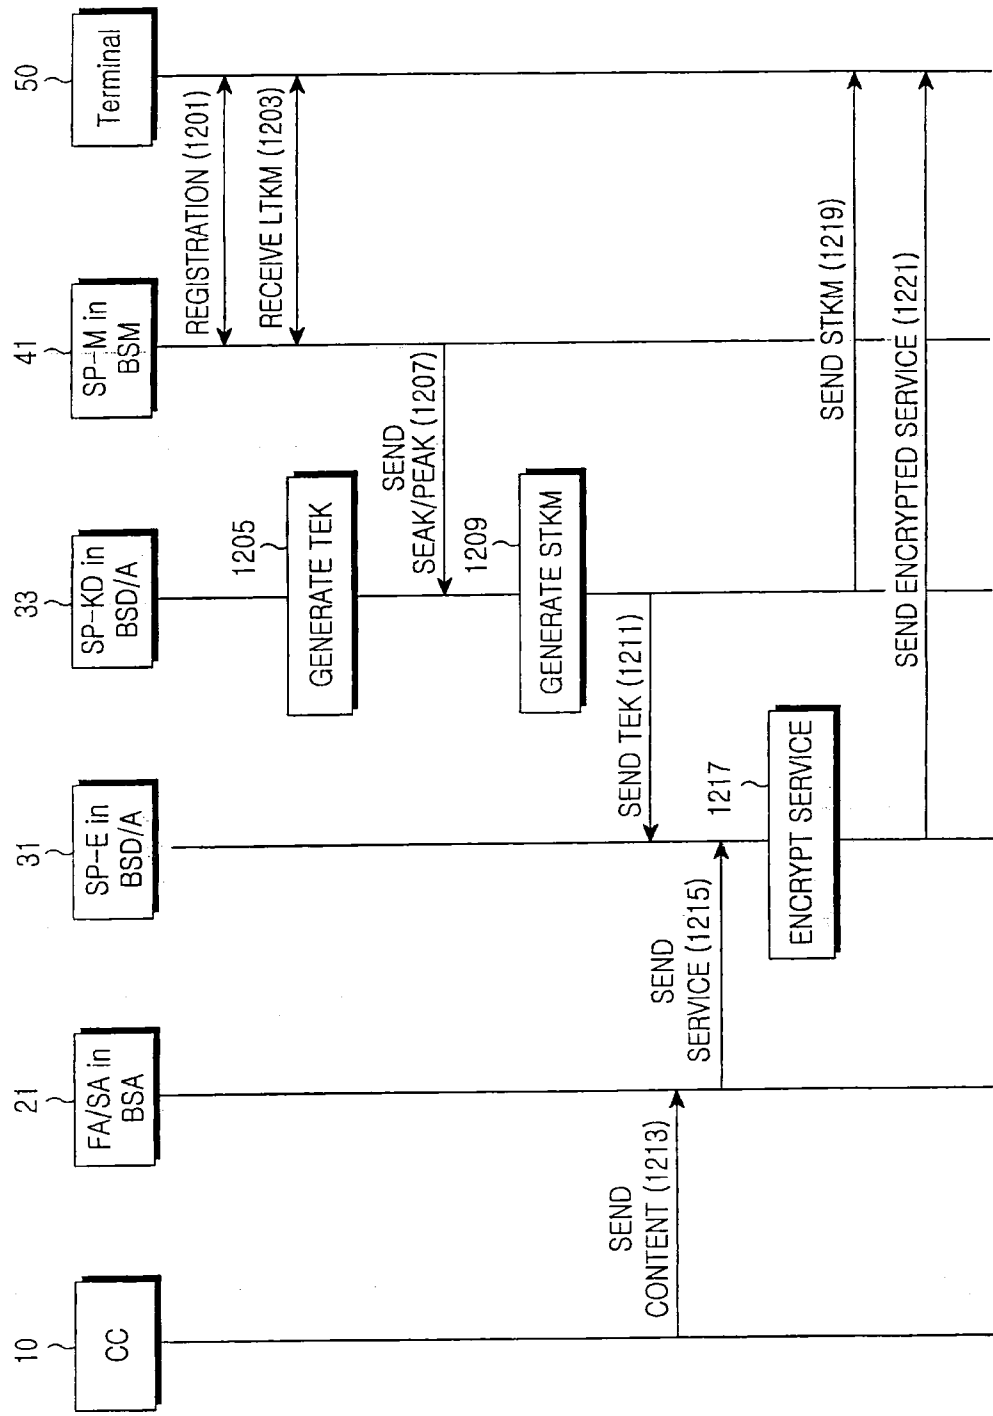 10
CC
21
FA/SA in
BSA
31
SP-E in
BSD/A
33
SP-KD in
BSD/A
41
SP-M in
BSM
50
Terminal
REGISTRATION (1201)
RECEIVE LTKM (1203)
1205
GENERATE TEK
SEND
SEAK/PEAK (1207)
1209
GENERATE STKM
SEND TEK (1211)
SEND
CONTENT (1213)
SEND
SERVICE (1215)
1217
ENCRYPT SERVICE
SEND STKM (1219)
SEND ENCRYPTED SERVICE (1221)